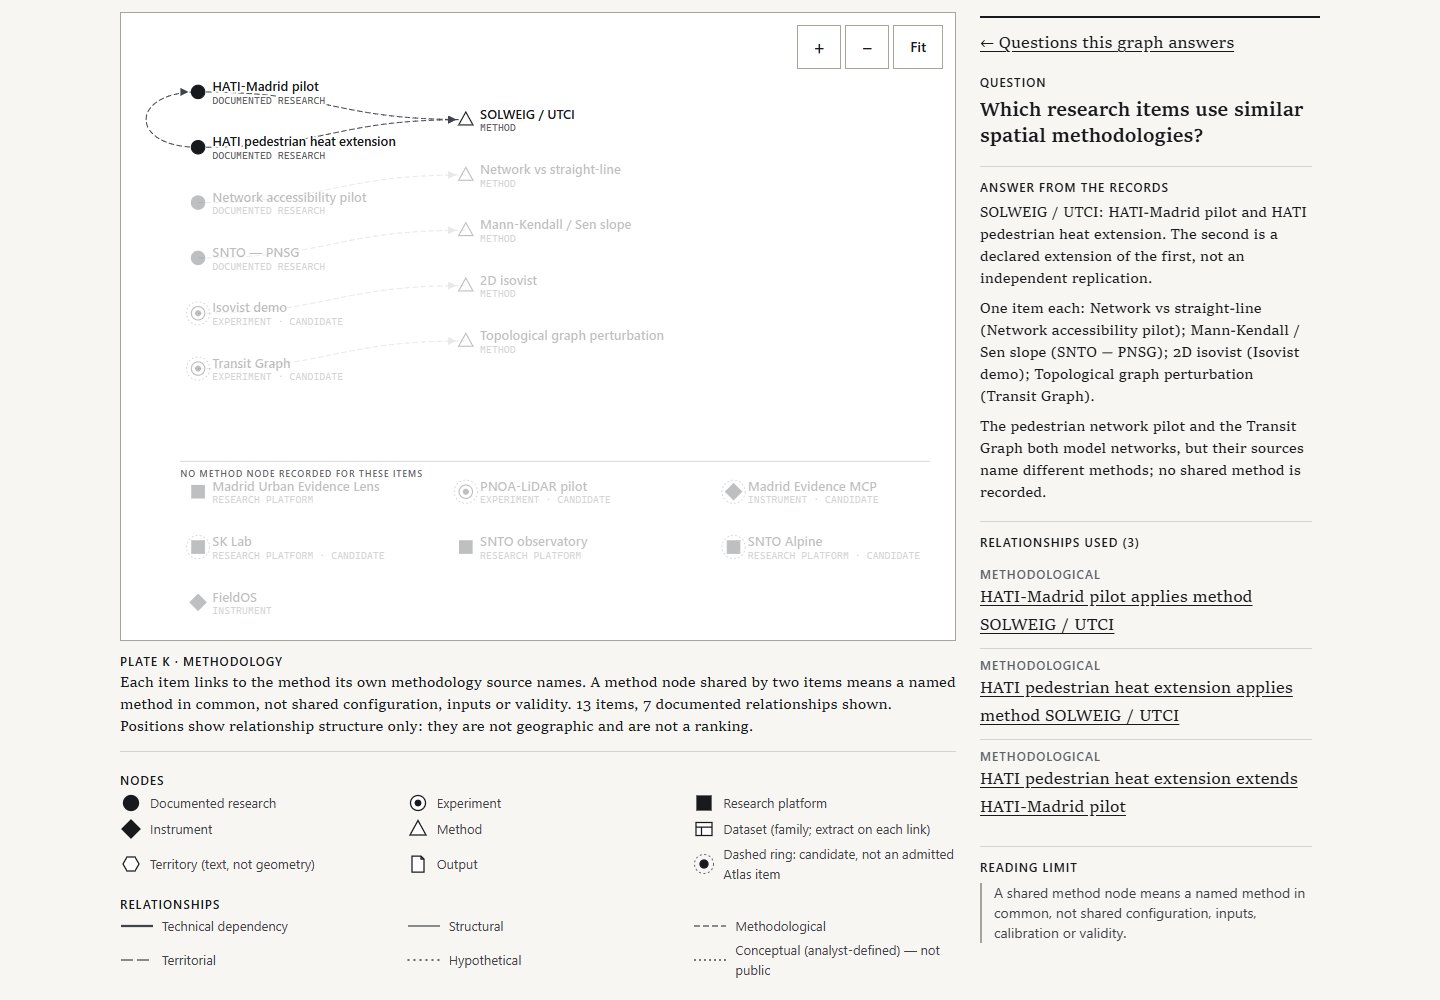 +
−
Fit
HATI-Madrid pilot
DOCUMENTED RESEARCH
SOLWEIG / UTCI
METHOD
HATI pedestrian heat extension
DOCUMENTED RESEARCH
Network vs straight-line
METHOD
Network accessibility pilot
DOCUMENTED RESEARCH
Mann-Kendall / Sen slope
METHOD
SNTO — PNSG
DOCUMENTED RESEARCH
2D isovist
METHOD
Isovist demo
EXPERIMENT · CANDIDATE
Topological graph perturbation
METHOD
Transit Graph
EXPERIMENT · CANDIDATE
NO METHOD NODE RECORDED FOR THESE ITEMS
Madrid Urban Evidence Lens
RESEARCH PLATFORM
PNOA-LiDAR pilot
EXPERIMENT · CANDIDATE
Madrid Evidence MCP
INSTRUMENT · CANDIDATE
SK Lab
RESEARCH PLATFORM · CANDIDATE
SNTO observatory
RESEARCH PLATFORM
SNTO Alpine
RESEARCH PLATFORM · CANDIDATE
FieldOS
INSTRUMENT
PLATE K · METHODOLOGY
Each item links to the method its own methodology source names. A method node shared by two items means a named
method in common, not shared configuration, inputs or validity. 13 items, 7 documented relationships shown.
Positions show relationship structure only: they are not geographic and are not a ranking.
NODES
Documented research
Experiment
Research platform
Instrument
Method
Dataset (family; extract on each link)
Territory (text, not geometry)
Output
Dashed ring: candidate, not an admitted
Atlas item
RELATIONSHIPS
Technical dependency
Structural
Methodological
Territorial
Hypothetical
Conceptual (analyst-defined) — not
public
← Questions this graph answers
QUESTION
Which research items use similar
spatial methodologies?
ANSWER FROM THE RECORDS
SOLWEIG / UTCI: HATI-Madrid pilot and HATI
pedestrian heat extension. The second is a
declared extension of the first, not an
independent replication.
One item each: Network vs straight-line
(Network accessibility pilot); Mann-Kendall /
Sen slope (SNTO — PNSG); 2D isovist (Isovist
demo); Topological graph perturbation
(Transit Graph).
The pedestrian network pilot and the Transit
Graph both model networks, but their sources
name different methods; no shared method is
recorded.
RELATIONSHIPS USED (3)
METHODOLOGICAL
HATI-Madrid pilot applies method
SOLWEIG / UTCI
METHODOLOGICAL
HATI pedestrian heat extension applies
method SOLWEIG / UTCI
METHODOLOGICAL
HATI pedestrian heat extension extends
HATI-Madrid pilot
READING LIMIT
A shared method node means a named method in
common, not shared configuration, inputs,
calibration or validity.